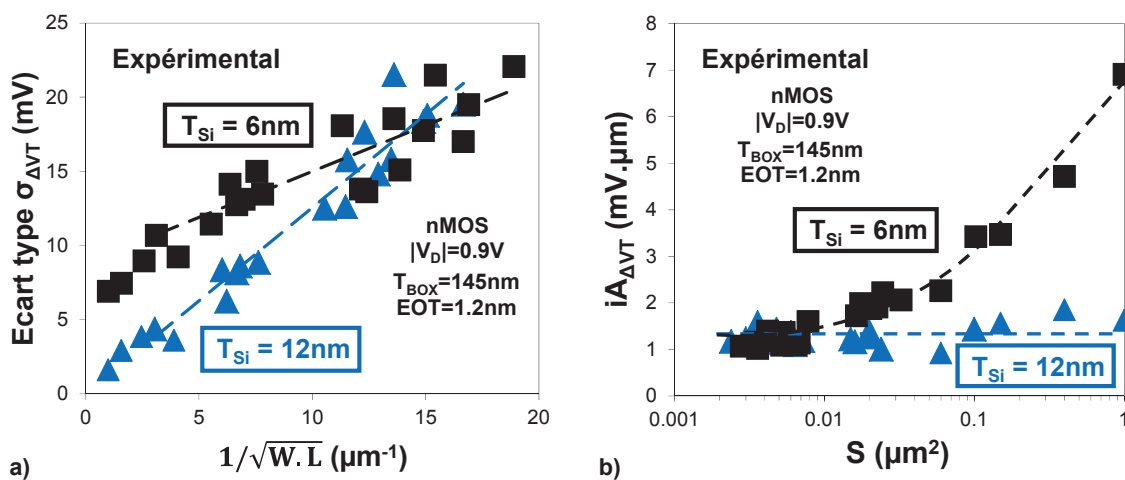 Expérimental
T_Si = 6nm
nMOS
|V_D|=0.9V
T_BOX=145nm
EOT=1.2nm
T_Si = 12nm
Ecart type σ_ΔVT (mV)
25
20
15
10
5
0
0 5 10 15 20
1/√W.L (µm⁻¹)
a)
Expérimental
nMOS
|V_D|=0.9V
T_BOX=145nm
EOT=1.2nm
T_Si = 6nm
T_Si = 12nm
iA_ΔVT (mV.µm)
8
7
6
5
4
3
2
1
0
0.001 0.01 0.1 1
S (µm²)
b)